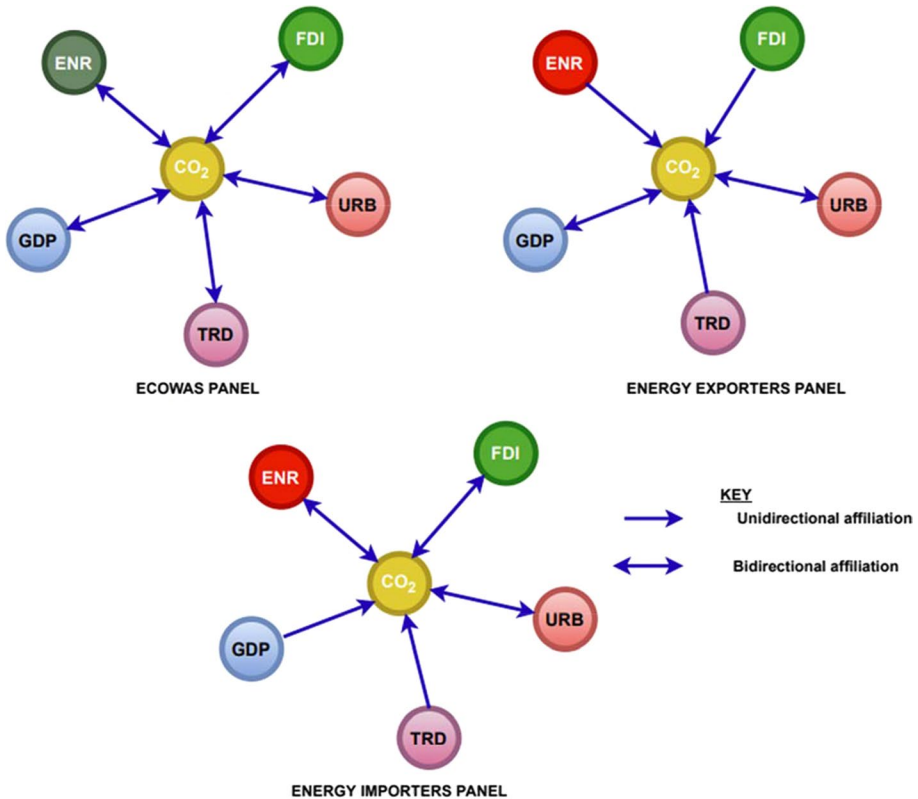 ENR
FDI
CO₂
URB
GDP
TRD
ECOWAS PANEL
ENR
FDI
CO₂
URB
GDP
TRD
ENERGY EXPORTERS PANEL
ENR
FDI
CO₂
URB
GDP
TRD
ENERGY IMPORTERS PANEL
KEY
Unidirectional affiliation
Bidirectional affiliation